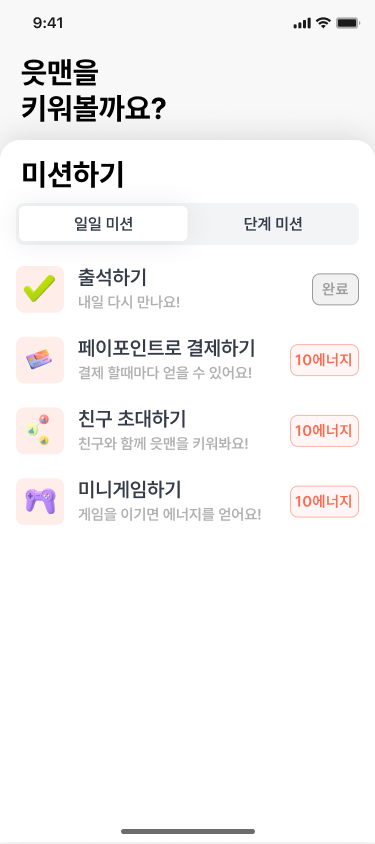 9:41
웃맨을
키워볼까요?
미션하기
일일 미션
단계 미션
출석하기
내일 다시 만나요!
완료
페이포인트로 결제하기
결제 할때마다 얻을 수 있어요!
10에너지
친구 초대하기
친구와 함께 웃맨을 키워봐요!
10에너지
미니게임하기
게임을 이기면 에너지를 얻어요!
10에너지